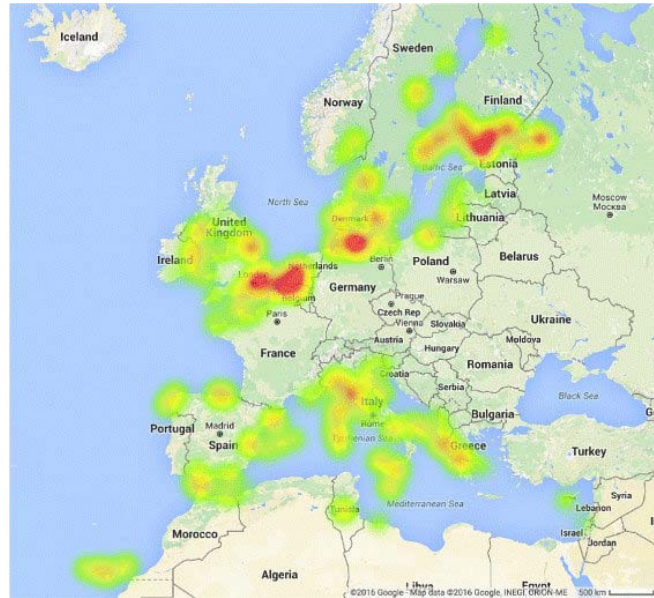 Iceland
Sweden
Norway
Finland
Estonia
Baltic Sea
Latvia
Moscow
Москва
North Sea
Denmark
Lithuania
United
Kingdom
Ireland
Belarus
Netherlands
Berlin
Poland
Warsaw
London
Germany
Belgium
Prague
Czech Rep
Ukraine
Paris
Vienna
Slovakia
Austria
Hungary
Moldova
France
Croatia
Romania
Serbia
Italy
Black Sea
Rome
Bulgaria
Portugal
Madrid
Spain
Tyrrhenian Sea
Greece
Turkey
Syria
Mediterranean Sea
Lebanon
Tunisia
Israel
Morocco
Jordan
Algeria
Libya
Egypt
©2016 Google - Map data ©2016 Google, INEGI, ORION-ME 500 km